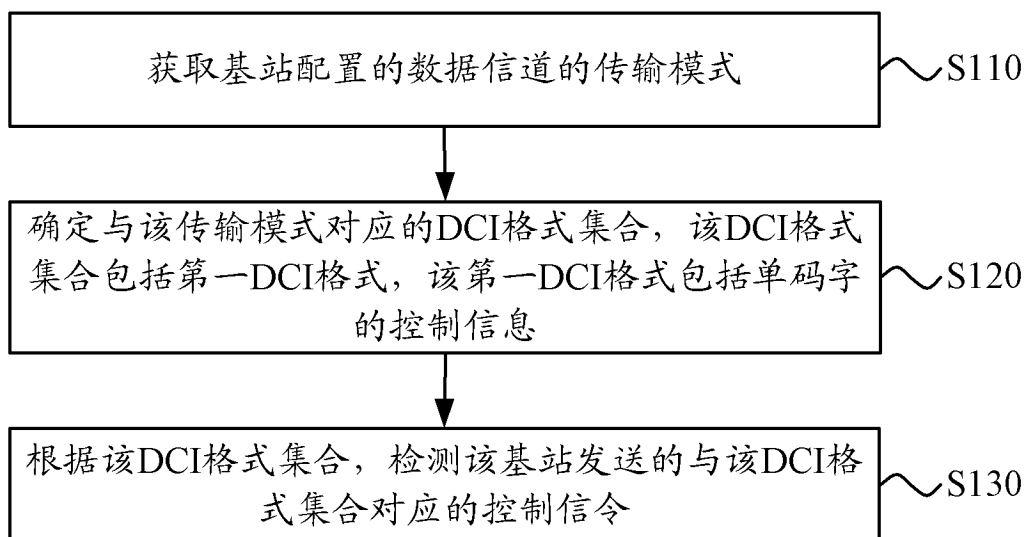 获取基站配置的数据信道的传输模式
S110
确定与该传输模式对应的DCI格式集合，该DCI格式
集合包括第一DCI格式，该第一DCI格式包括单码字
的控制信息
S120
根据该DCI格式集合，检测该基站发送的与该DCI格
式集合对应的控制信令
S130